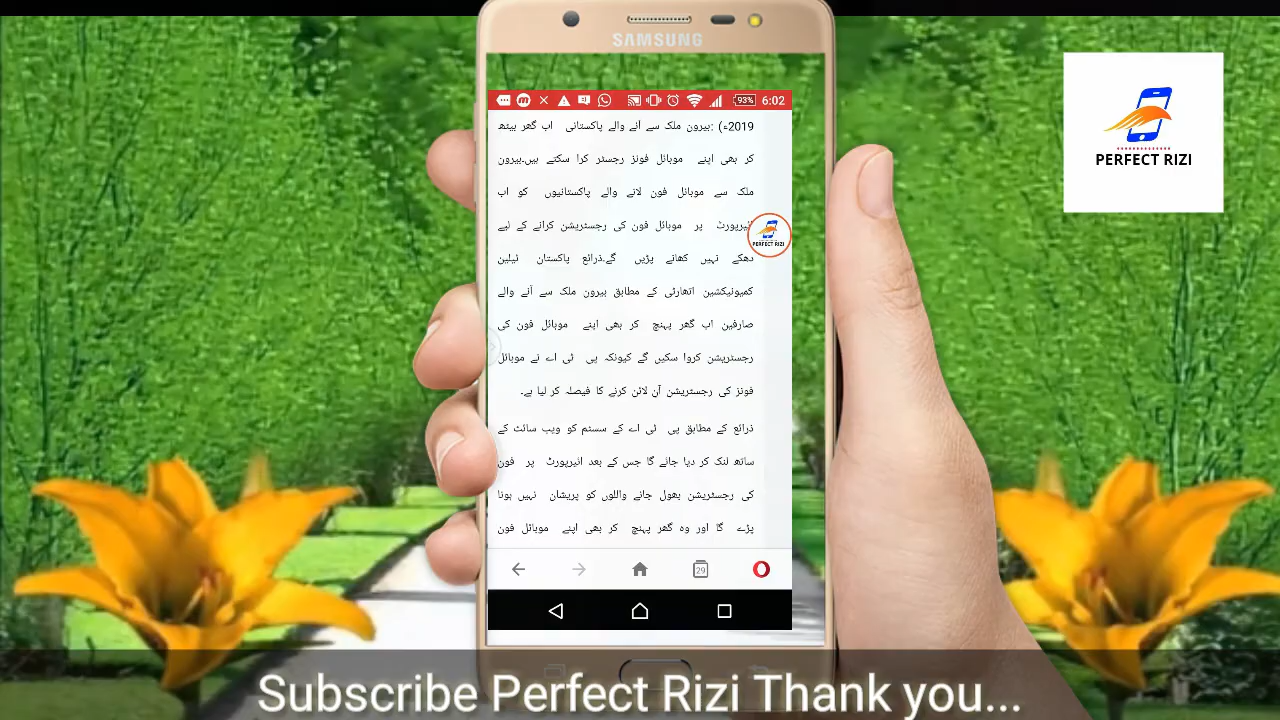 SAMSUNG
93% 6:02
2019ء) :بیرون ملک سے آنے والے پاکستانی اب گھر بیٹھ
کر بھی اپنے موبائل فونز رجسٹر کرا سکتے ہیں۔بیرون
ملک سے موبائل فون لانے والے پاکستانیوں کو اب
ائیرپورٹ پر موبائل فون کی رجسٹریشن کرانے کے لیے
دھکے نہیں کھانے پڑیں گے۔ذرائع پاکستان ٹیلین
کمیونیکشین اتھارٹی کے مطابق بیرون ملک سے آنے والے
صارفین اب گھر پہنچ کر بھی اپنے موبائل فون کی
رجسٹریشن کروا سکیں گے کیونکہ پی ٹی اے نے موبائل
فونز کی رجسٹریشن آن لائن کرنے کا فیصلہ کر لیا ہے۔
ذرائع کے مطابق پی ٹی اے کے سسٹم کو ویب سائٹ کے
ساتھ لنک کر دیا جائے گا جس کے بعد ائیرپورٹ پر فون
کی رجسٹریشن بھول جانے واللوں کو پریشان نہیں ہونا
پڑے گا اور وہ گھر پہنچ کر بھی اپنے موبائل فون
29
PERFECT RIZI
PERFECT RIZI
Subscribe Perfect Rizi Thank you...